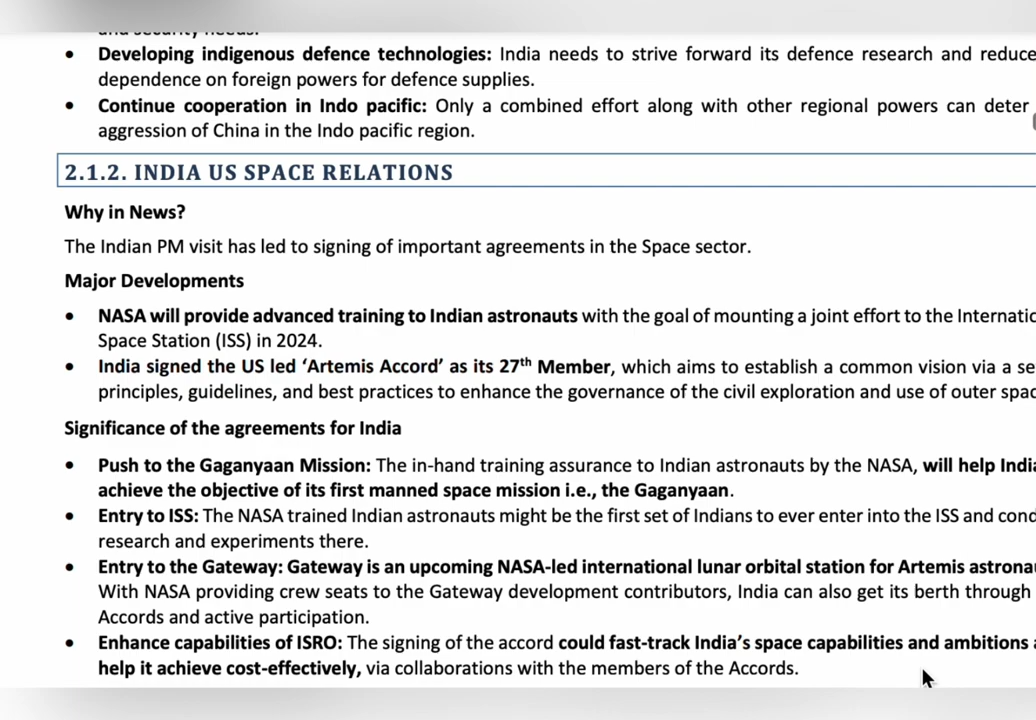 and security needs.
• Developing indigenous defence technologies: India needs to strive forward its defence research and reduce
dependence on foreign powers for defence supplies.
• Continue cooperation in Indo pacific: Only a combined effort along with other regional powers can deter
aggression of China in the Indo pacific region.
2.1.2. INDIA US SPACE RELATIONS
Why in News?
The Indian PM visit has led to signing of important agreements in the Space sector.
Major Developments
• NASA will provide advanced training to Indian astronauts with the goal of mounting a joint effort to the Internatio
Space Station (ISS) in 2024.
• India signed the US led ‘Artemis Accord’ as its 27th Member, which aims to establish a common vision via a se
principles, guidelines, and best practices to enhance the governance of the civil exploration and use of outer spac
Significance of the agreements for India
• Push to the Gaganyaan Mission: The in-hand training assurance to Indian astronauts by the NASA, will help India
achieve the objective of its first manned space mission i.e., the Gaganyaan.
• Entry to ISS: The NASA trained Indian astronauts might be the first set of Indians to ever enter into the ISS and cond
research and experiments there.
• Entry to the Gateway: Gateway is an upcoming NASA-led international lunar orbital station for Artemis astronau
With NASA providing crew seats to the Gateway development contributors, India can also get its berth through
Accords and active participation.
• Enhance capabilities of ISRO: The signing of the accord could fast-track India’s space capabilities and ambitions
help it achieve cost-effectively, via collaborations with the members of the Accords.